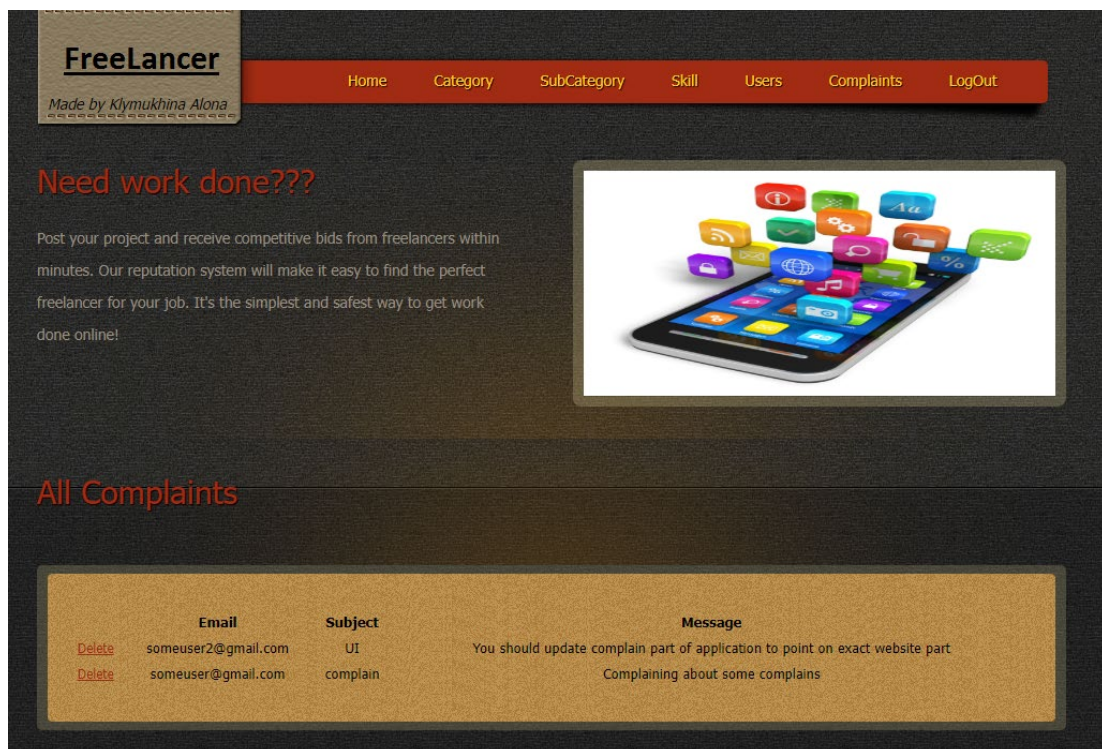 FreeLancer
Made by Klymukhina Alona
Home Category SubCategory Skill Users Complaints LogOut
Need work done???
Post your project and receive competitive bids from freelancers within
minutes. Our reputation system will make it easy to find the perfect
freelancer for your job. It's the simplest and safest way to get work
done online!
Aa
%
All Complaints
Email Subject Message
Delete someuser2@gmail.com UI You should update complain part of application to point on exact website part
Delete someuser@gmail.com complain Complaining about some complains